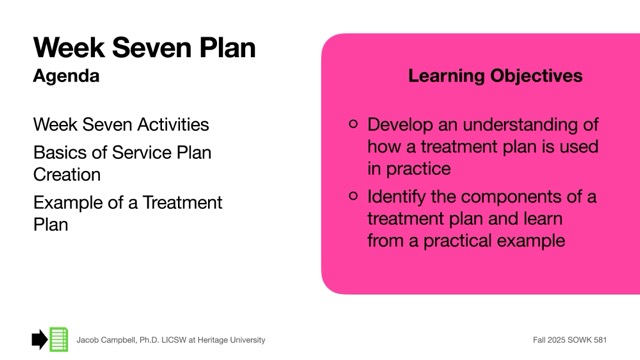 Week Seven Plan
Agenda
Week Seven Activities
Basics of Service Plan
Creation
Example of a Treatment
Plan
Learning Objectives
Develop an understanding of
how a treatment plan is used
in practice
Identify the components of a
treatment plan and learn
from a practical example
Jacob Campbell, Ph.D. LICSW at Heritage University
Fall 2025 SOWK 581